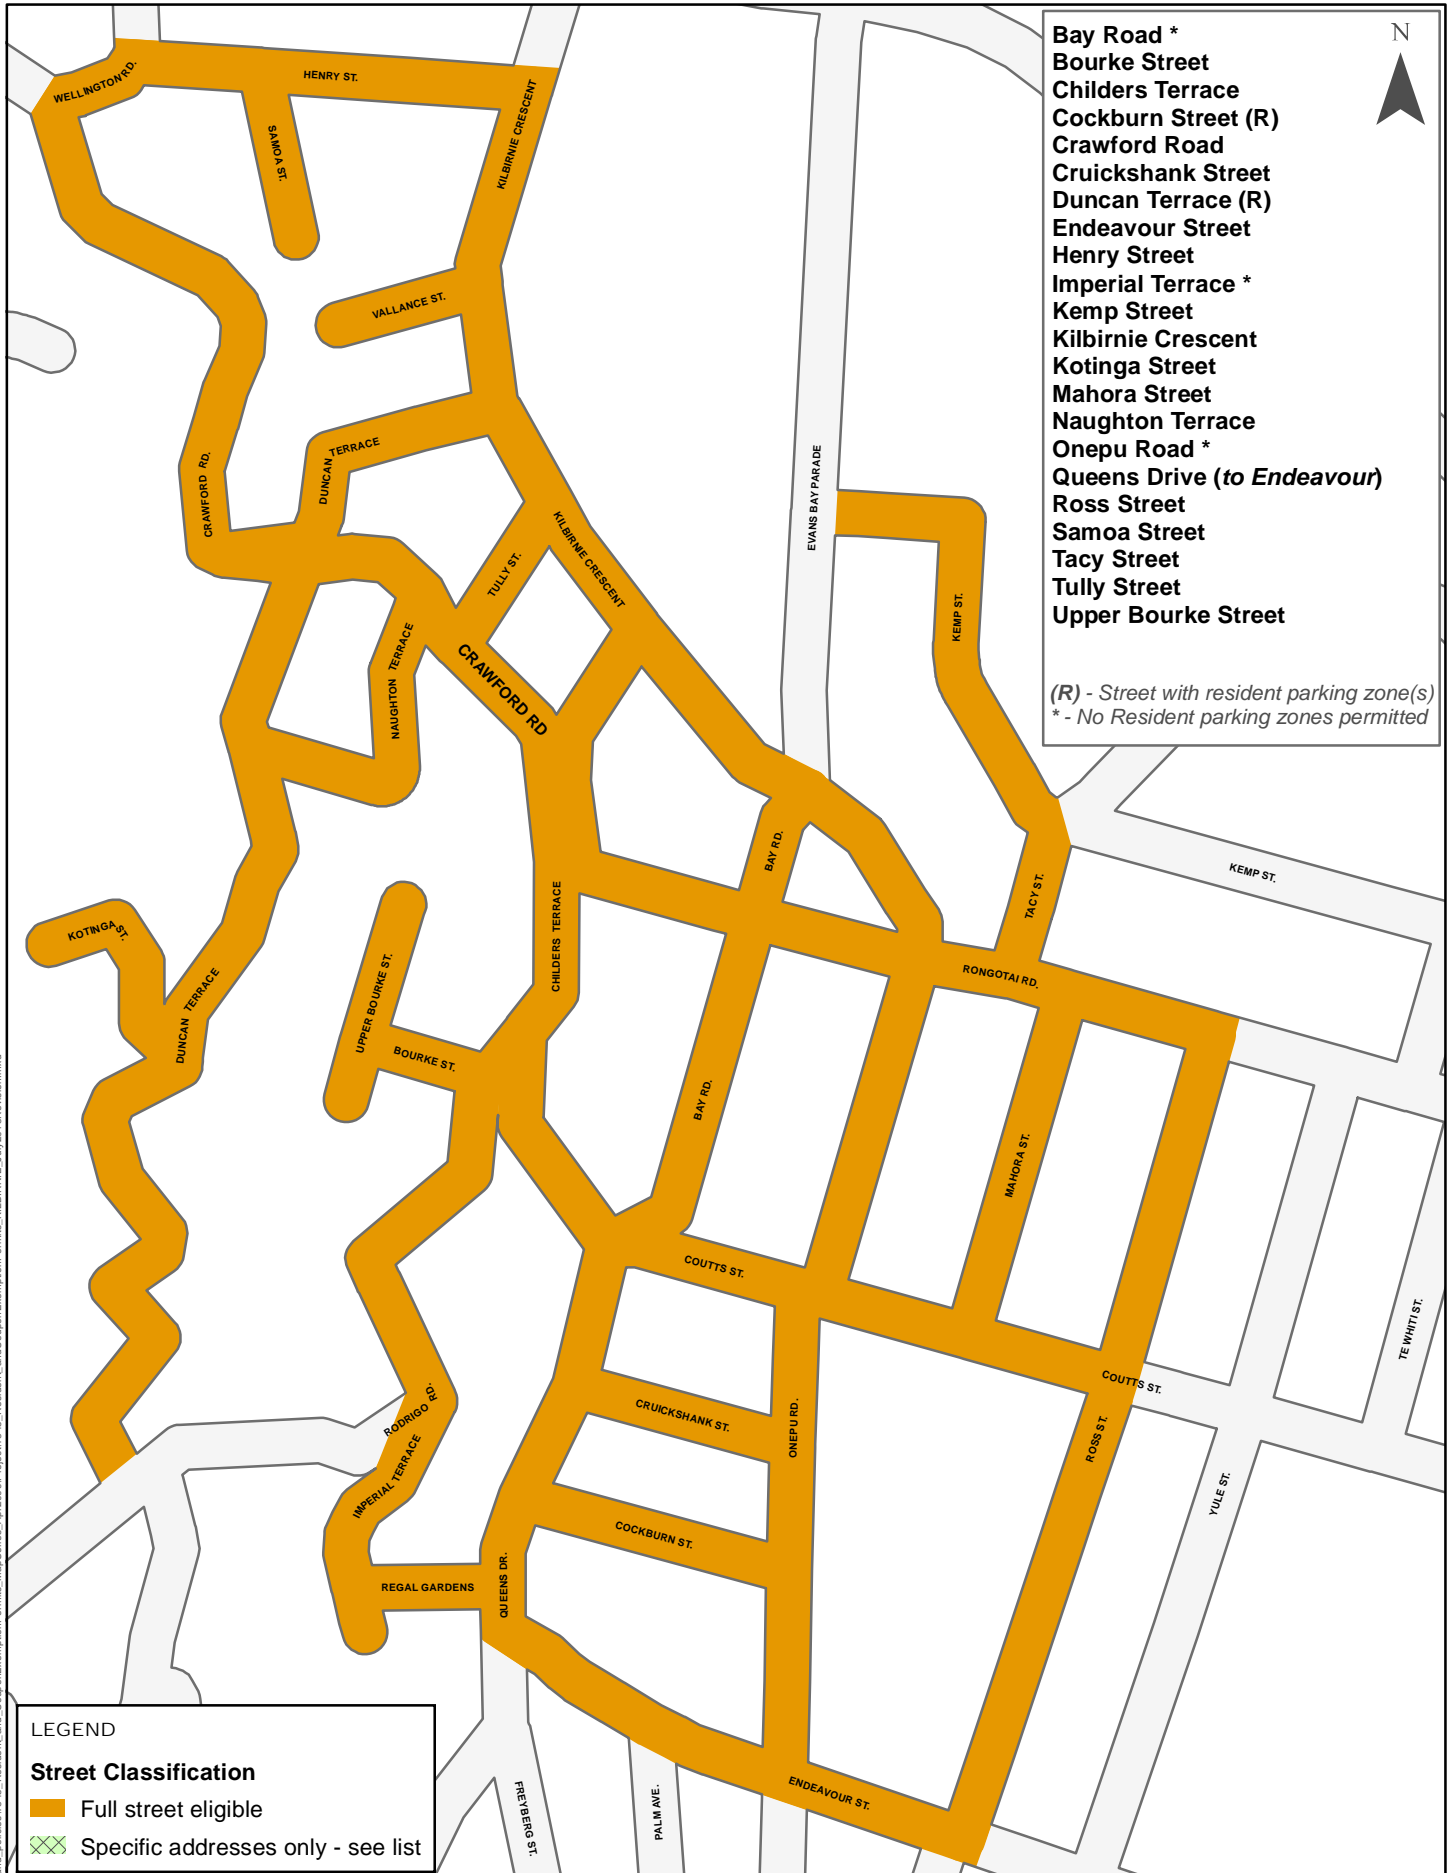 Bay Road *
Bourke Street
Childers Terrace
Cockburn Street (R)
Crawford Road
Cruickshank Street
Duncan Terrace (R)
Endeavour Street
Henry Street
Imperial Terrace *
Kemp Street
Kilbirnie Crescent
Kotinga Street
Mahora Street
Naughton Terrace
Onepu Road *
Queens Drive (to Endeavour)
Ross Street
Samoa Street
Tacy Street
Tully Street
Upper Bourke Street
(R) - Street with resident parking zone(s)
* - No Resident parking zones permitted
N
WELLINGTON RD.
HENRY ST.
SAMOA ST.
KILBIRNIE CRESCENT
VALLANCE ST.
DUNCAN TERRACE
CRAWFORD RD.
EVANS BAY PARADE
TULLY ST.
KILBIRNIE CRESCENT
KEMP ST.
NAUGHTON TERRACE
CRAWFORD RD
BAY RD.
KEMP ST.
TACY ST.
CHILDERS TERRACE
KOTINGA ST.
RONGOTAI RD.
UPPER BOURKE ST.
DUNCAN TERRACE
BOURKE ST.
BAY RD.
MAHORA ST.
COUTTS ST.
TE WHITI ST.
COUTTS ST.
RODRIGO RD.
CRUICKSHANK ST.
ONEPU RD.
ROSS ST.
IMPERIAL TERRACE
YULE ST.
COCKBURN ST.
REGAL GARDENS
QUEENS DR.
ENDEAVOUR ST.
FREYBERG ST.
PALM AVE.
LEGEND
Street Classification
Full street eligible
Specific addresses only - see list